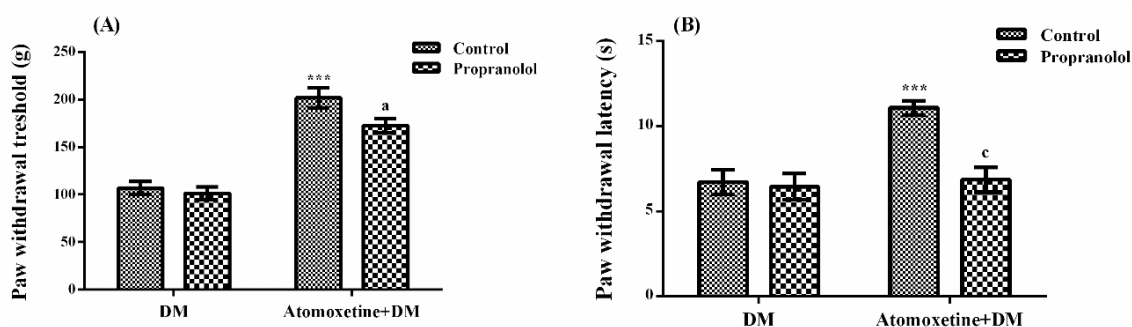 (A)
Control
Propranolol
Paw withdrawal treshold (g)
250
200
150
100
50
0
***
a
DM
Atomoxetine+DM
(B)
Control
Propranolol
Paw withdrawal latency (s)
15
10
5
0
***
c
DM
Atomoxetine+DM